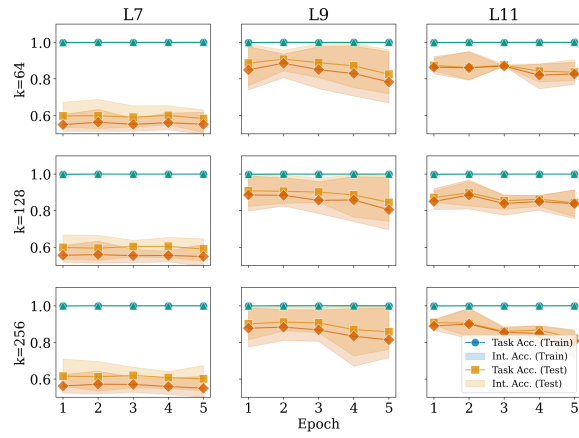 L7 L9 L11
k=64
1.0
0.8
0.6
k=128
1.0
0.8
0.6
k=256
1.0
0.8
0.6
Task Acc. (Train)
Int. Acc. (Train)
Task Acc. (Test)
Int. Acc. (Test)
1 2 3 4 5 1 2 3 4 5 1 2 3 4 5
Epoch